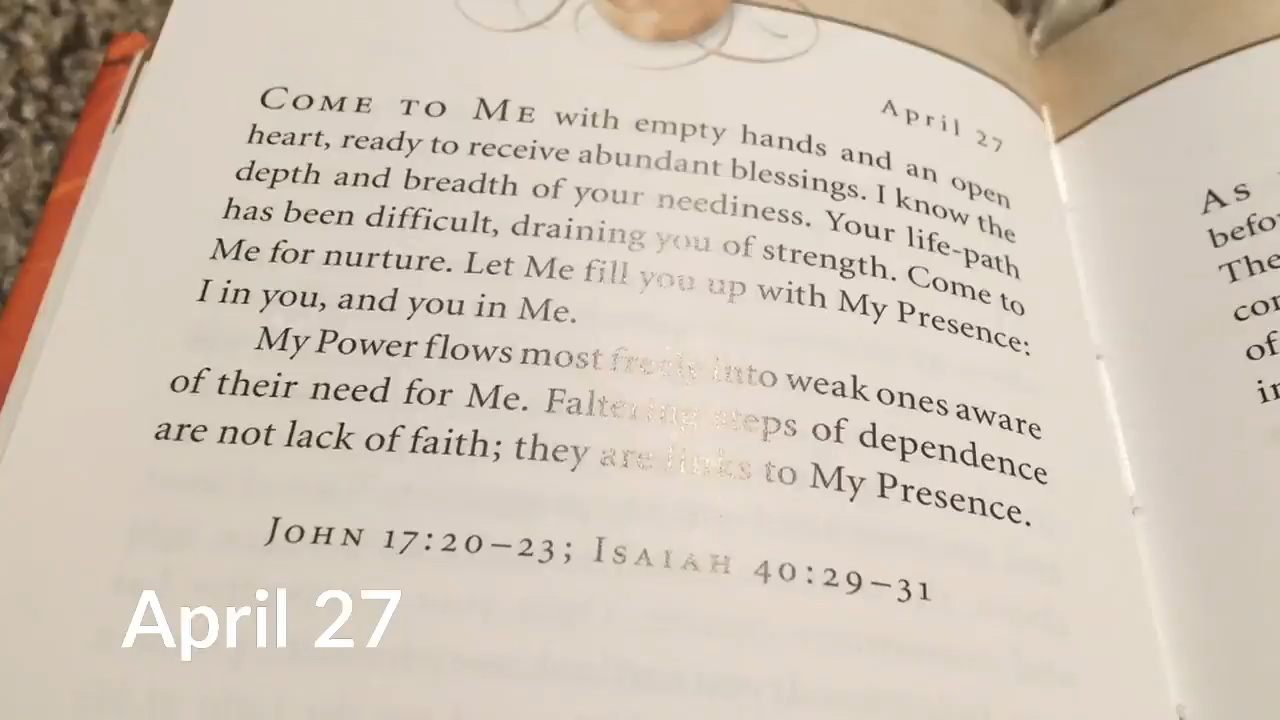 April 27
COME TO ME with empty hands and an open
heart, ready to receive abundant blessings. I know the
depth and breadth of your neediness. Your life-path
has been difficult, draining you of strength. Come to
Me for nurture. Let Me fill you up with My Presence:
I in you, and you in Me.
My Power flows most freely into weak ones aware
of their need for Me. Faltering steps of dependence
are not lack of faith; they are links to My Presence.
JOHN 17:20–23; ISAIAH 40:29–31
As
befo
The
con
of
in
April 27